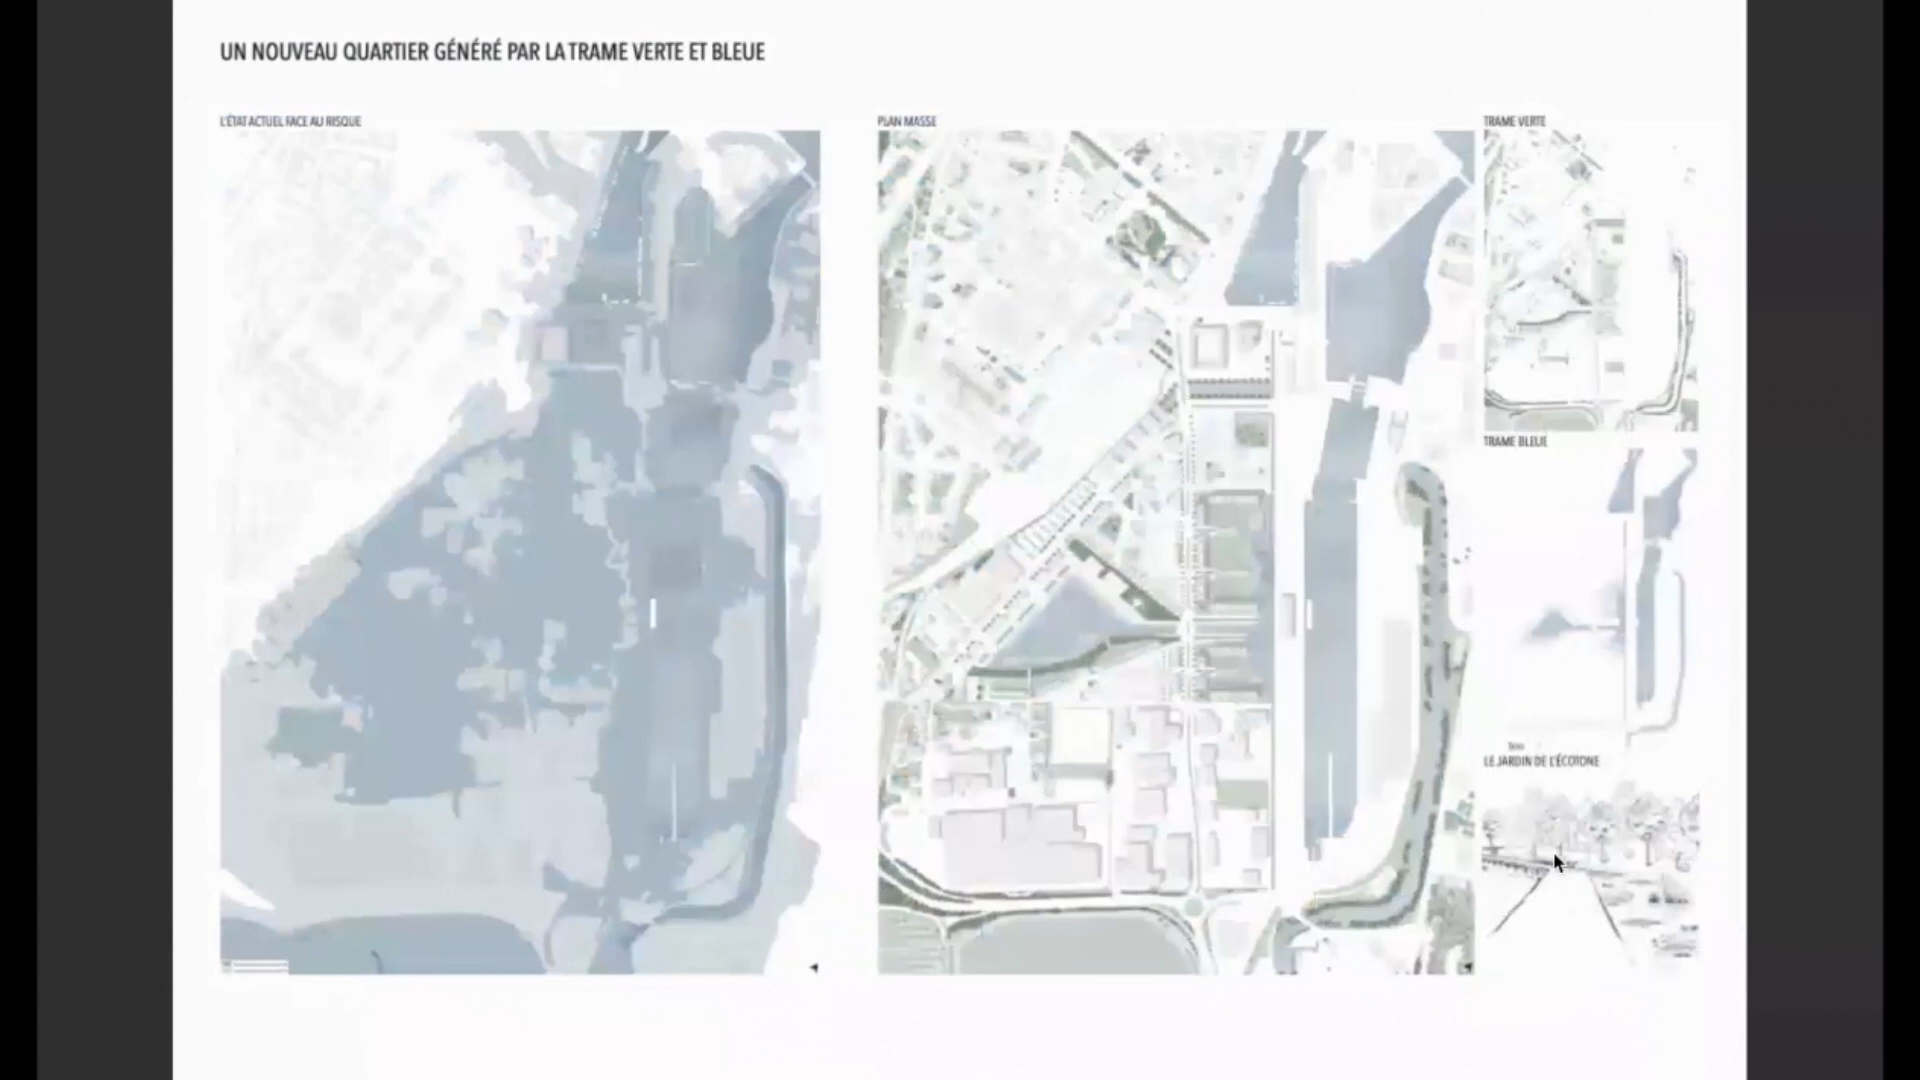 UN NOUVEAU QUARTIER GÉNÉRÉ PAR LA TRAME VERTE ET BLEUE
L'ÉTAT ACTUEL FACE AU RISQUE
PLAN MASSE
TRAME VERTE
TRAME BLEUE
LE JARDIN DE L'ÉCOTONE